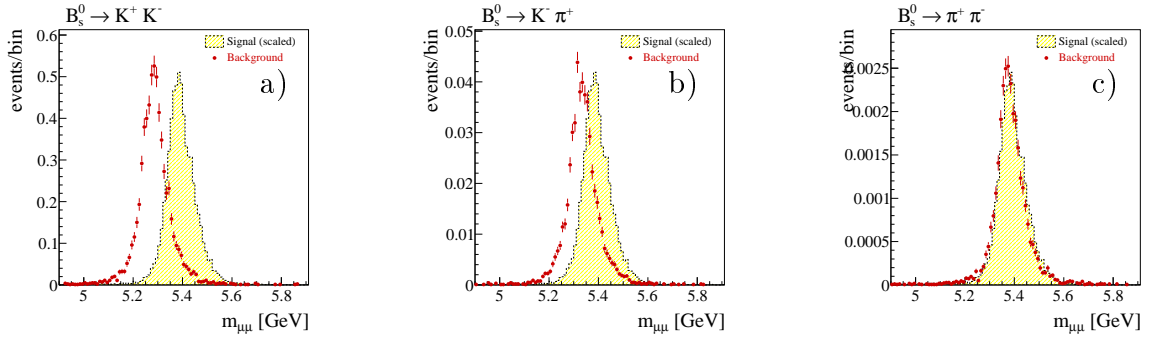 B⁰ₛ → K⁺ K⁻
events/bin
0.6
0.5
0.4
0.3
0.2
0.1
0
Signal (scaled)
Background
a)
5 5.2 5.4 5.6 5.8
m_μμ [GeV]
B⁰ₛ → K⁻ π⁺
events/bin
0.05
0.04
0.03
0.02
0.01
0
Signal (scaled)
Background
b)
5 5.2 5.4 5.6 5.8
m_μμ [GeV]
B⁰ₛ → π⁺ π⁻
events/bin
0.0025
0.002
0.0015
0.001
0.0005
0
Signal (scaled)
Background
c)
5 5.2 5.4 5.6 5.8
m_μμ [GeV]